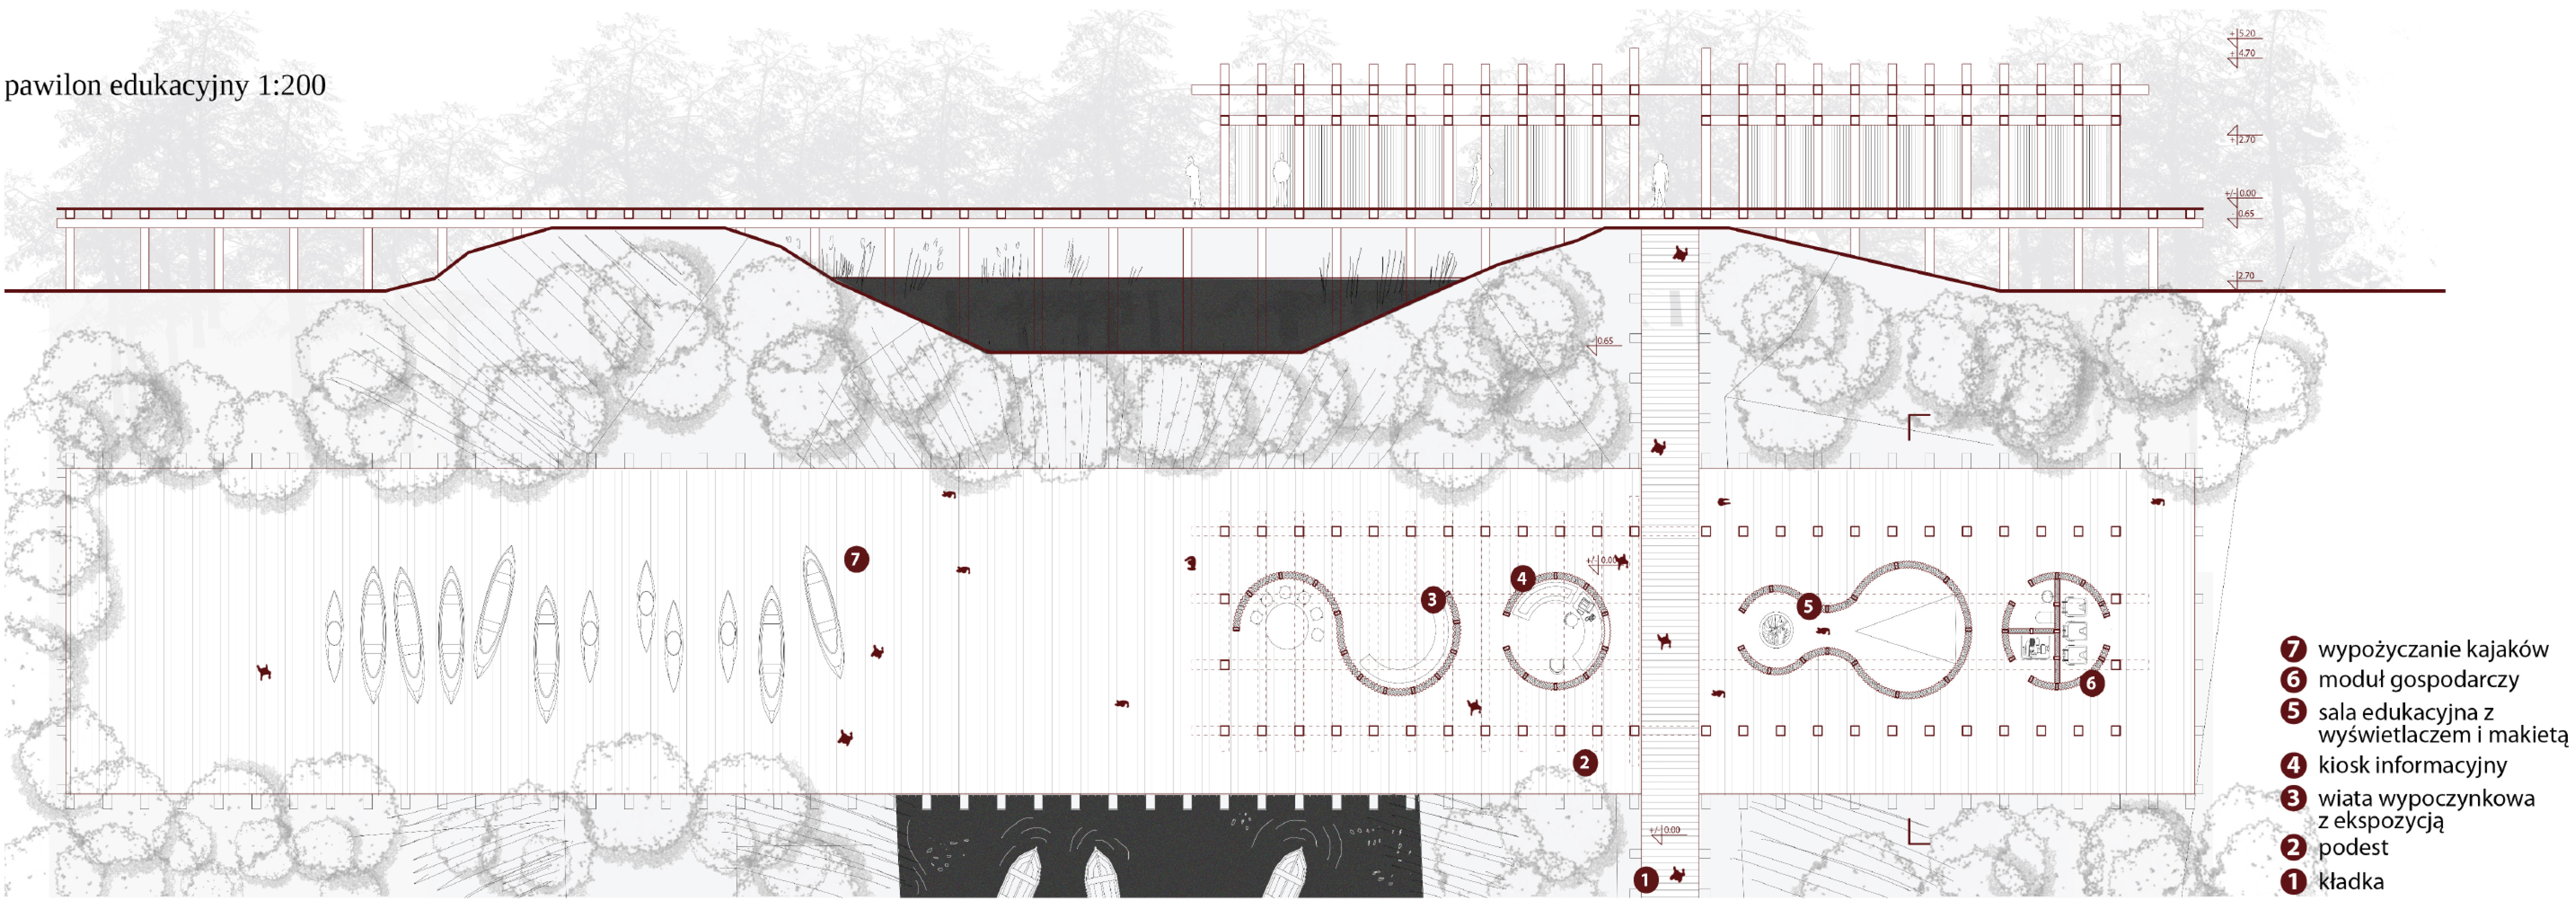 pawilon edukacyjny 1:200
+5.20
+4.70
+2.70
+/-0.00
-0.65
-2.70
-0.65
7
4
+/-0.00
3
5
6
2
+/-0.00
1
7 wypożyczanie kajaków
6 moduł gospodarczy
5 sala edukacyjna z
wyświetlaczem i makietą
4 kiosk informacyjny
3 wiata wypoczynkowa
z ekspozycją
2 podest
1 kładka